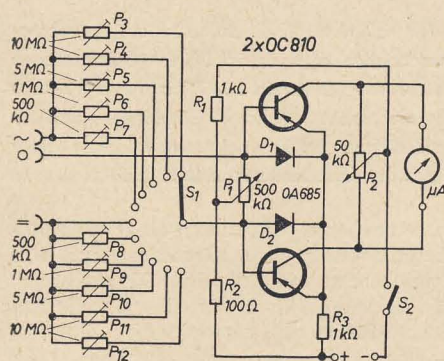 2xOC810
10 MΩ
P3
P4
5 MΩ
P5
1 MΩ
P6
500
kΩ
P7
~
R1
1 kΩ
D1
P1
500
kΩ
OA685
50
kΩ
P2
μA
S1
D2
=
500
kΩ
P8
1 MΩ
P9
5 MΩ
P10
10 MΩ
P11
P12
R2
100 Ω
R3
1 kΩ
S2
+
-